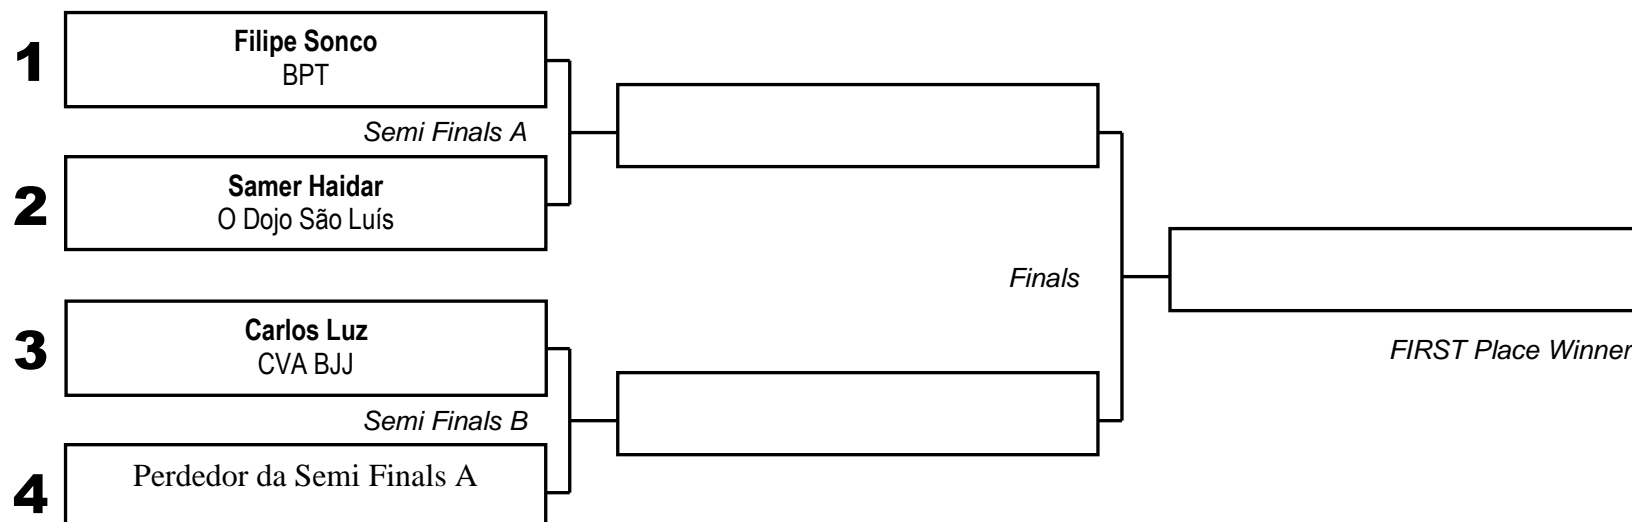 1
Filipe Sonco
BPT
Semi Finals A
2
Samer Haidar
O Dojo São Luís
Finals
3
Carlos Luz
CVA BJJ
FIRST Place Winner
Semi Finals B
4
Perdedor da Semi Finals A